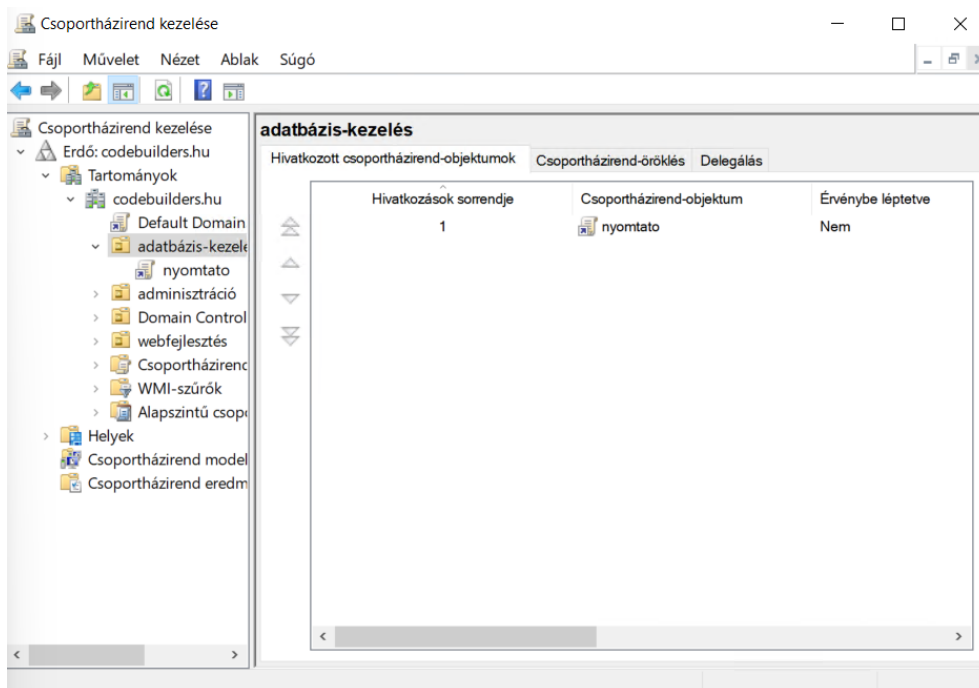 Csoportházirend kezelése
Fájl Művelet Nézet Ablak Súgó
Csoportházirend kezelése
Erdő: codebuilders.hu
Tartományok
codebuilders.hu
Default Domain
adatbázis-kezelé
nyomtato
adminisztráció
Domain Control
webfejlesztés
Csoportházirend
WMI-szűrők
Alapszintű csopo
Helyek
Csoportházirend model
Csoportházirend eredm
adatbázis-kezelés
Hivatkozott csoportházirend-objektumok Csoportházirend-öröklés Delegálás
Hivatkozások sorrendje Csoportházirend-objektum Érvénybe léptetve
1 nyomtato Nem